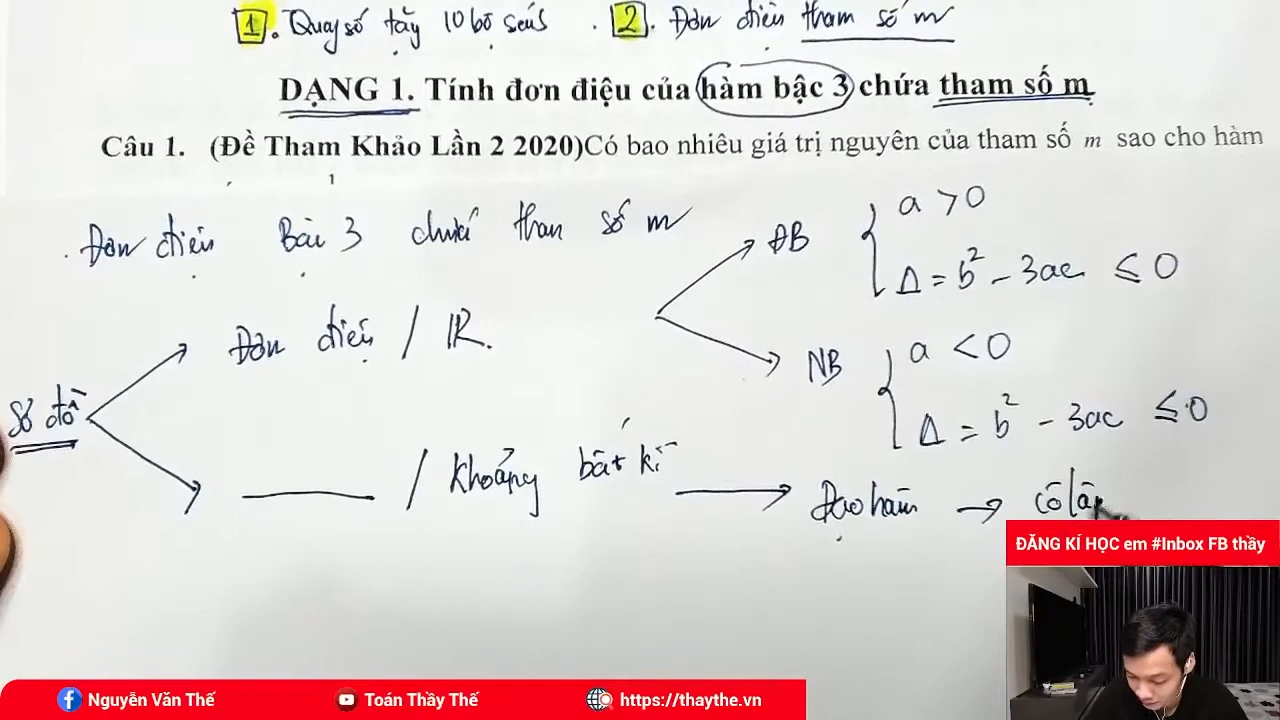 1. Quay số tặng 10 bộ sách . 2. Đơn điệu tham số m
DẠNG 1. Tính đơn điệu của hàm bậc 3 chứa tham số m
Câu 1. (Đề Tham Khảo Lần 2 2020)Có bao nhiêu giá trị nguyên của tham số m sao cho hàm
. Đơn điệu Bài 3 chứa tham số m
ĐB { a > 0
Δ = b² - 3ac ≤ 0
Đơn điệu / IR.
NB { a < 0
Δ = b² - 3ac ≤ 0
Sơ đồ
/ Khoảng bất kì → Đạo hàm → cô lập
ĐĂNG KÍ HỌC em #Inbox FB thầy
Nguyễn Văn Thế
Toán Thầy Thế
https://thaythe.vn